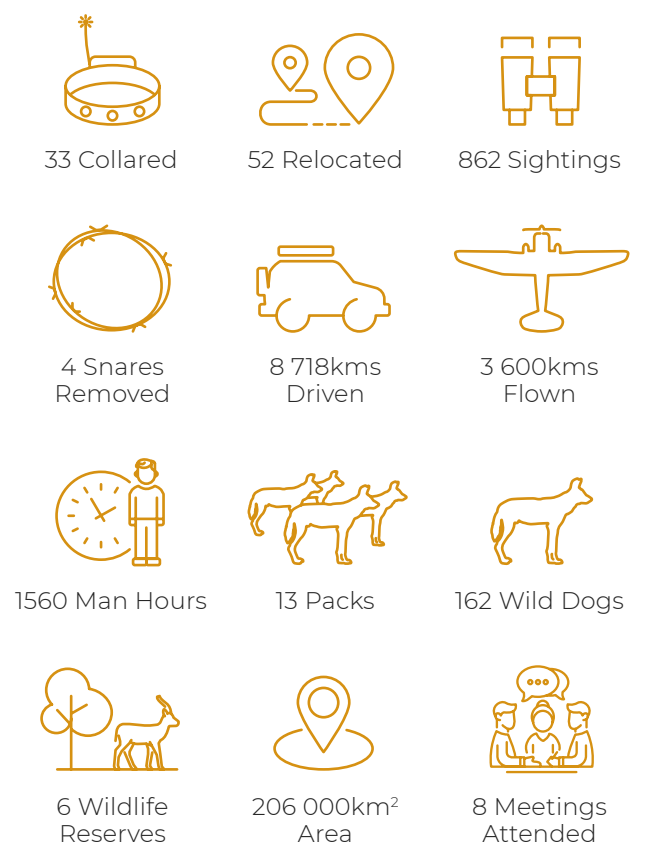 33 Collared
52 Relocated
862 Sightings
4 Snares
Removed
8 718kms
Driven
3 600kms
Flown
1560 Man Hours
13 Packs
162 Wild Dogs
6 Wildlife
Reserves
206 000km²
Area
8 Meetings
Attended